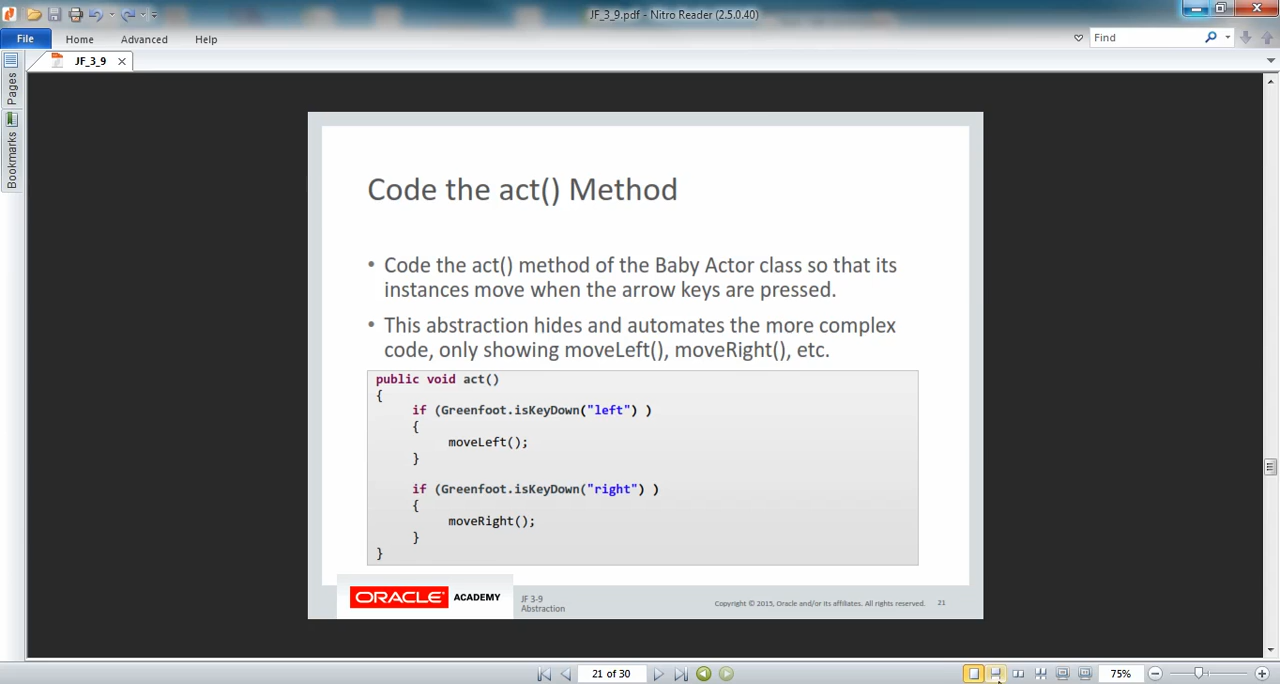 JF_3_9.pdf - Nitro Reader (2.5.0.40)
File Home Advanced Help
Find
JF_3_9
Pages
Bookmarks
Code the act() Method
• Code the act() method of the Baby Actor class so that its
instances move when the arrow keys are pressed.
• This abstraction hides and automates the more complex
code, only showing moveLeft(), moveRight(), etc.
public void act()
{
if (Greenfoot.isKeyDown("left") )
{
moveLeft();
}
if (Greenfoot.isKeyDown("right") )
{
moveRight();
}
}
ORACLE ACADEMY
JF 3-9
Abstraction
Copyright © 2015, Oracle and/or its affiliates. All rights reserved. 21
21 of 30
75%